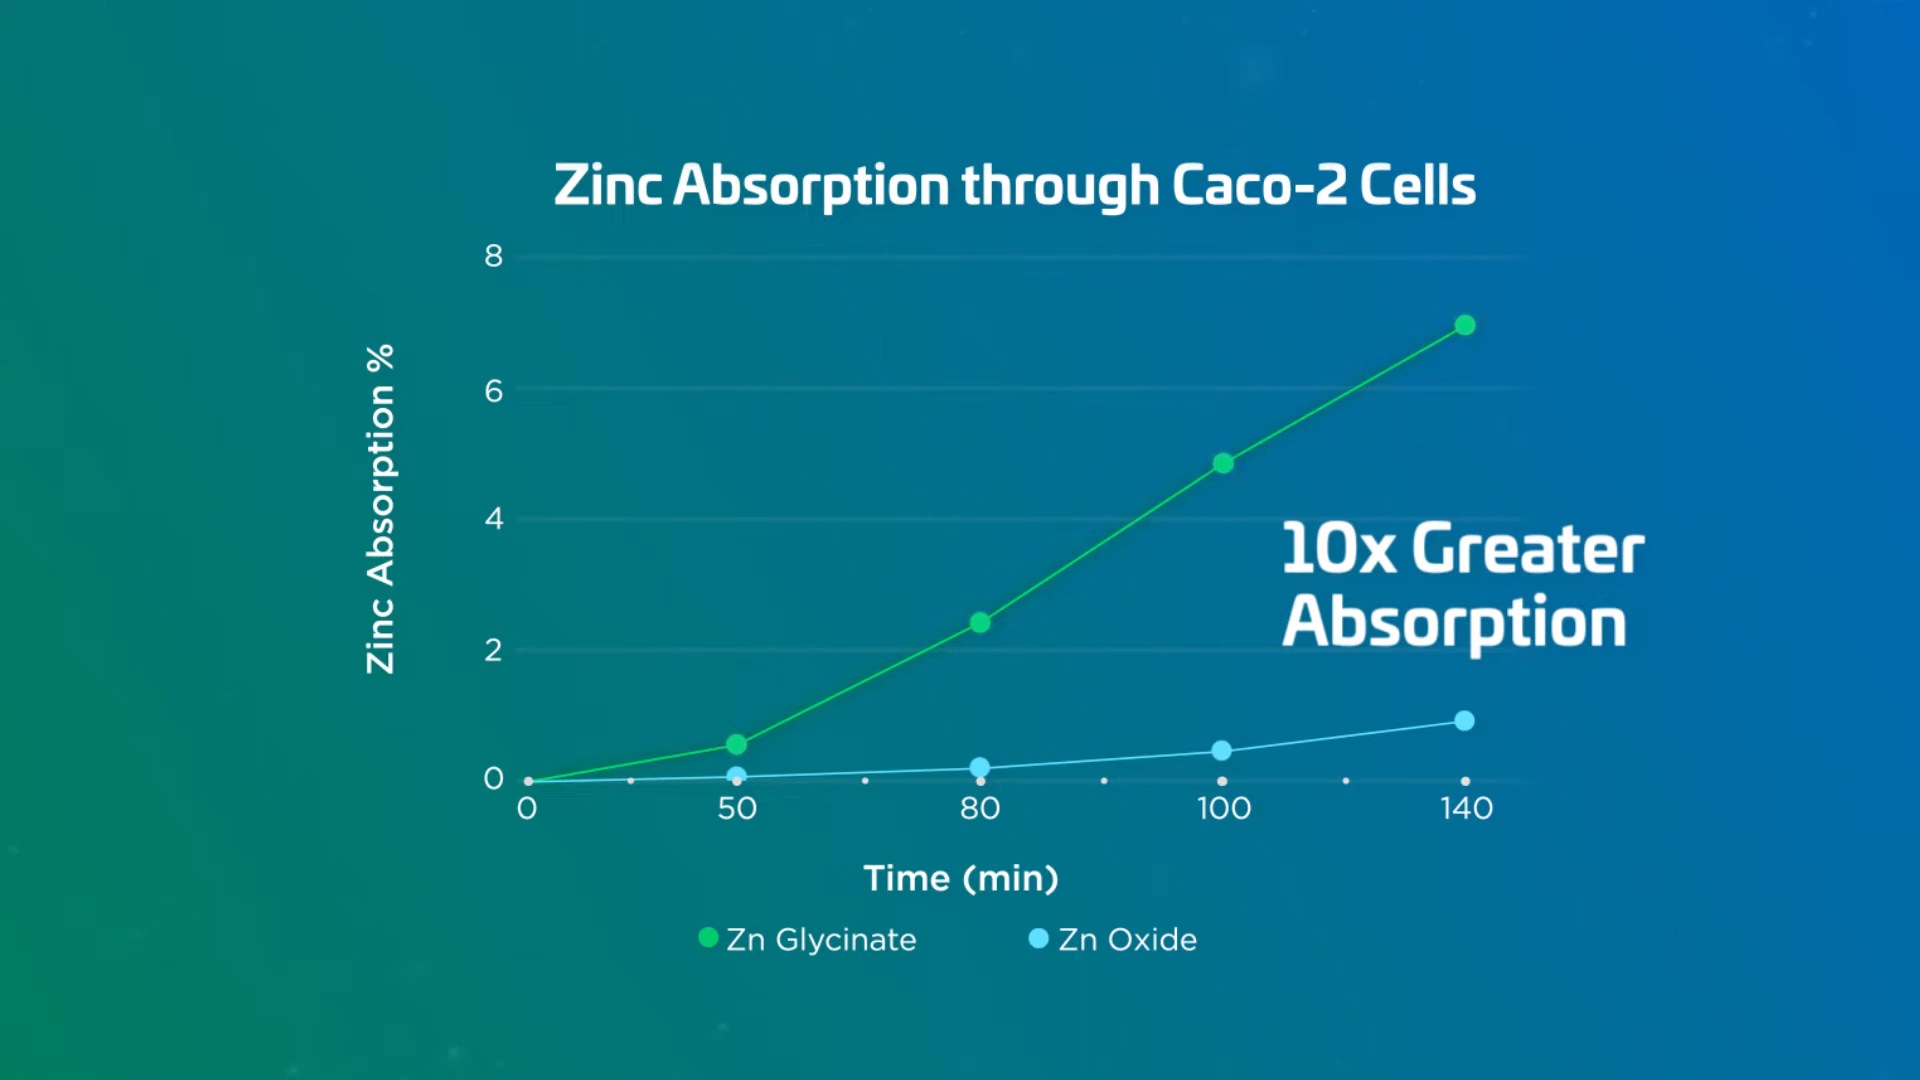 Zinc Absorption through Caco-2 Cells
8
6
4
2
0
Zinc Absorption %
10x Greater
Absorption
0 50 80 100 140
Time (min)
Zn Glycinate Zn Oxide